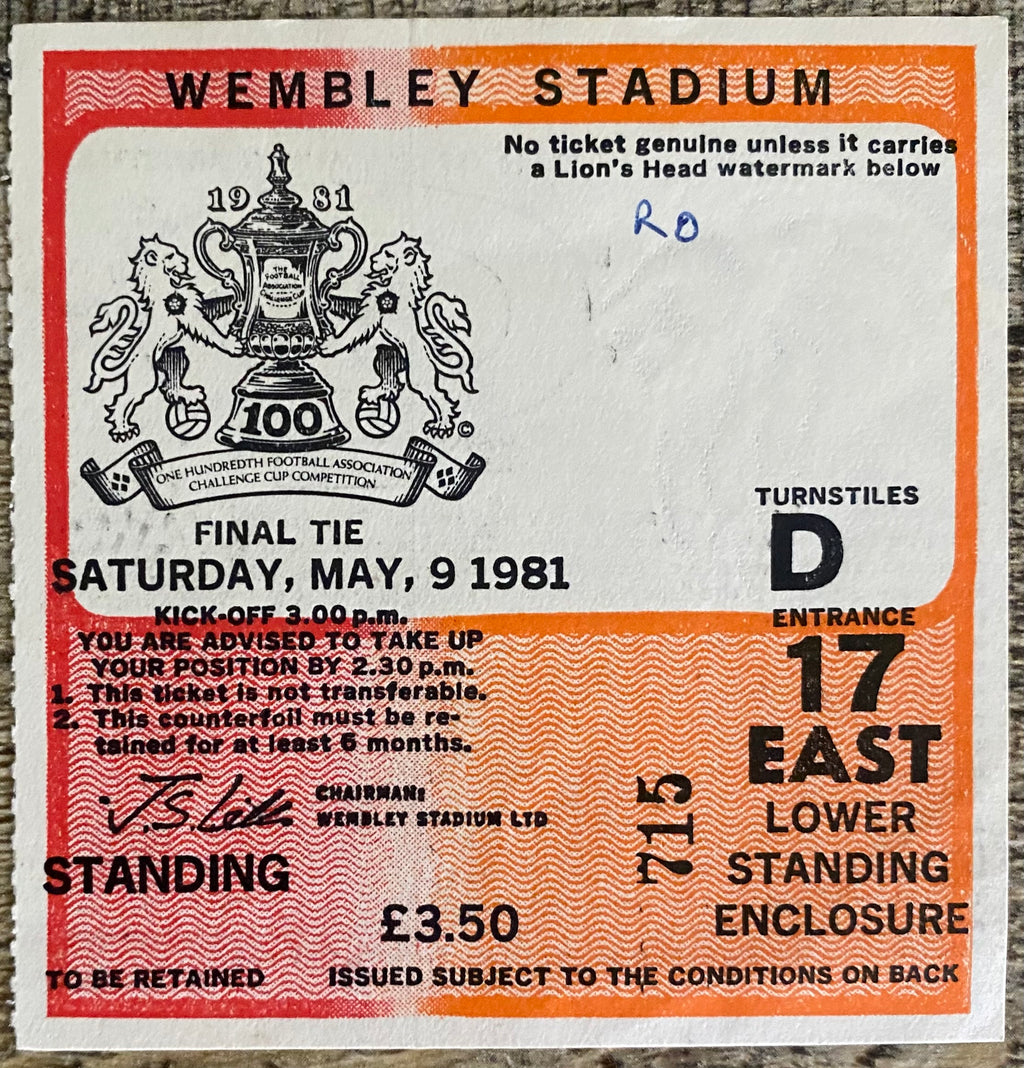 WEMBLEY STADIUM
No ticket genuine unless it carries
a Lion's Head watermark below
RO
19 81
THE
FOOTBALL
ASSOCIATION
CHALLENGE CUP
100
©
ONE HUNDREDTH FOOTBALL ASSOCIATION
CHALLENGE CUP COMPETITION
FINAL TIE
SATURDAY, MAY, 9 1981
KICK-OFF 3.00 p.m.
YOU ARE ADVISED TO TAKE UP
YOUR POSITION BY 2.30 p.m.
1. This ticket is not transferable.
2. This counterfoil must be re-
tained for at least 6 months.
CHAIRMAN:
WEMBLEY STADIUM LTD
STANDING
£3.50
TURNSTILES
D
ENTRANCE
17
EAST
LOWER
STANDING
ENCLOSURE
715
TO BE RETAINED ISSUED SUBJECT TO THE CONDITIONS ON BACK